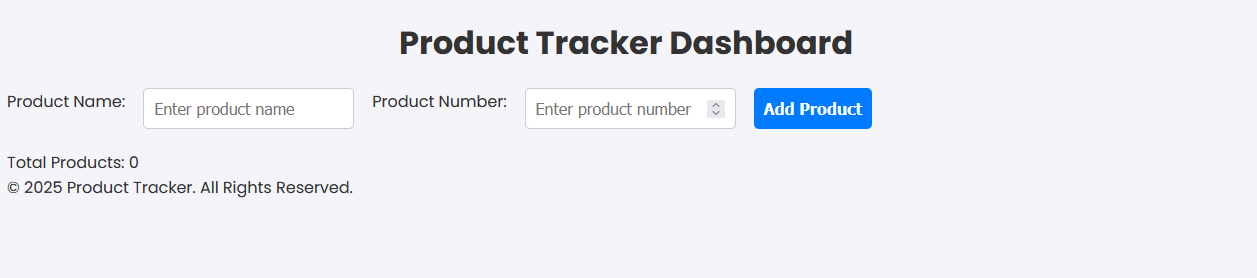 Product Tracker Dashboard
Product Name: Enter product name Product Number: Enter product number Add Product
Total Products: 0
© 2025 Product Tracker. All Rights Reserved.